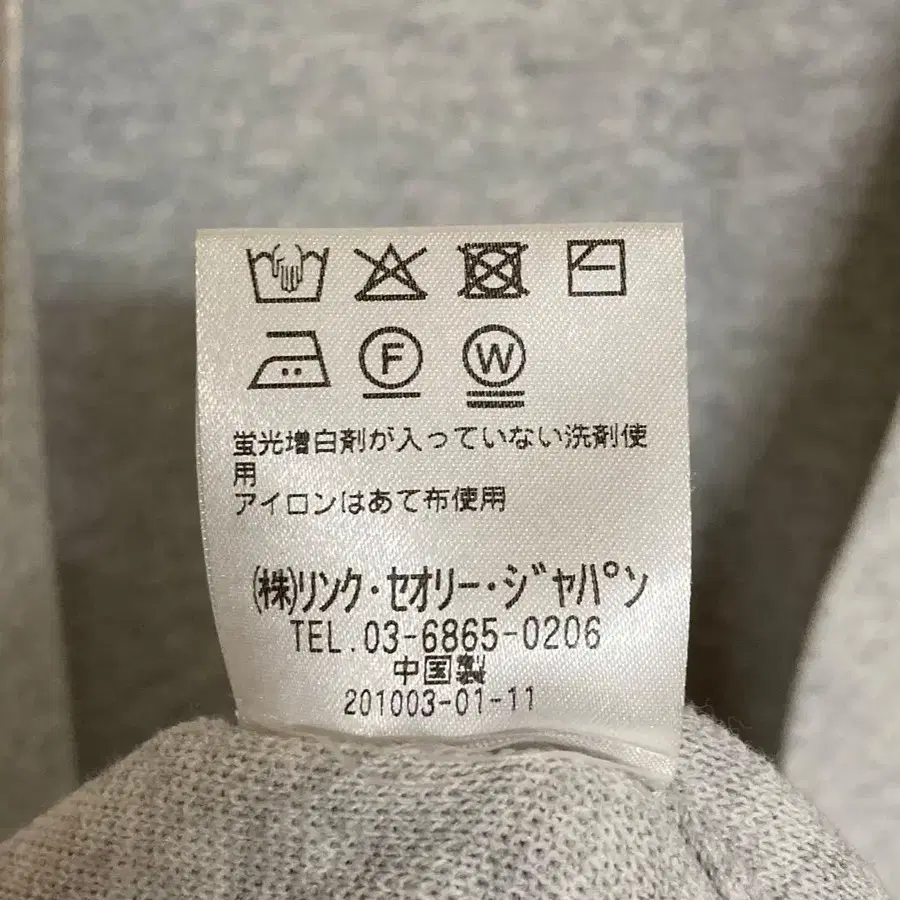 F W
蛍光増白剤が入っていない洗剤使
用
アイロンはあて布使用
(株)リンク・セオリー・ジャパン
TEL.03-6865-0206
中国製
201003-01-11